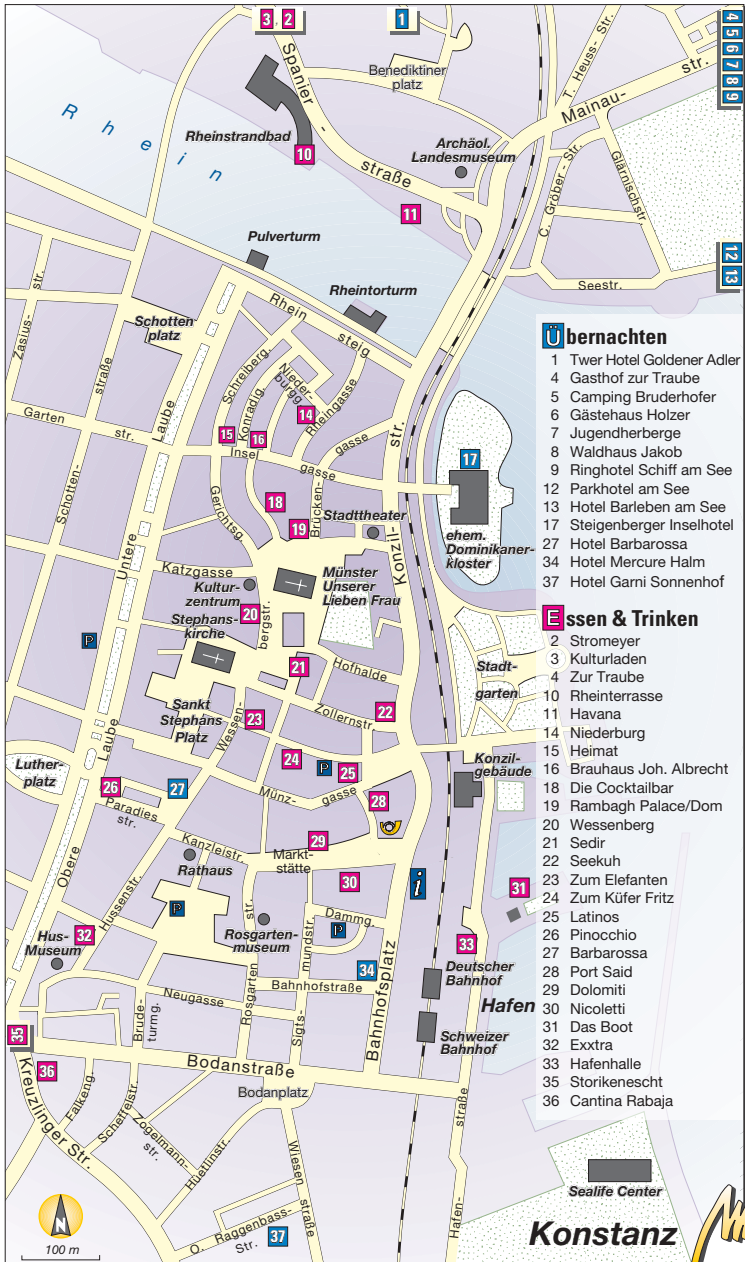 3, 2
1
4
5
6
7
8
9
Spanier-
straße
Benediktiner
platz
T. Heuss- Str.
Mainau-
str.
Rhein
Rheinstrandbad
10
Archäol.
Landesmuseum
C. Gröber - Str.
Glärnischstr
11
Pulverturm
12
13
Seestr.
Rheintorturm
Zasius-
str.
Schotten
platz
Rhein
steig
Schotten-
straße
Schreiberg.
Konradig.
Nieder-
burgg.
Rheingasse
14
Garten
str.
Laube
Untere
15
16
Insel
gasse
Brücken-
gasse
Konzil-
str.
17
Gerichtsg.
18
19
Stadttheater
ehem.
Dominikaner-
kloster
Katzgasse
Kultur-
zentrum
Münster
Unserer
Lieben Frau
20
Stephans-
kirche
bergstr.
Wessen-
P
21
Hofhalde
Stadt-
garten
Sankt
Stephans
Platz
23
Zollernstr.
22
Luther-
platz
Laube
Obere
24
P
25
Konzil-
gebäude
26
Paradies
str.
27
Münz-
gasse
28
29
Kanzleistr.
Markt-
stätte
Rathaus
30
i
31
Hussenstr.
P
Rosgarten-
museum
Dammg.
P
32
Hus-
Museum
33
Deutscher
Bahnhof
34
Bahnhofstraße
Bahnhofsplatz
Hafen
Neugasse
Rosgarten
str.
Sigts-
mundstr.
Brude-
turmg.
Schweizer
Bahnhof
35
36
Bodanstraße
Bodanplatz
Kreuzlinger Str.
Falkeng.
Scheffelstr.
Zogelmann-
str.
Hüetlinstr.
Wiesen
straße
Hafen-
straße
O. Raggenbass-
Str.
37
Sealife Center
N
100 m
Konstanz
Übernachten
1 Twer Hotel Goldener Adler
4 Gasthof zur Traube
5 Camping Bruderhofer
6 Gästehaus Holzer
7 Jugendherberge
8 Waldhaus Jakob
9 Ringhotel Schiff am See
12 Parkhotel am See
13 Hotel Barleben am See
17 Steigenberger Inselhotel
27 Hotel Barbarossa
34 Hotel Mercure Halm
37 Hotel Garni Sonnenhof
Essen & Trinken
2 Stromeyer
3 Kulturladen
4 Zur Traube
10 Rheinterrasse
11 Havana
14 Niederburg
15 Heimat
16 Brauhaus Joh. Albrecht
18 Die Cocktailbar
19 Rambagh Palace/Dom
20 Wessenberg
21 Sedir
22 Seekuh
23 Zum Elefanten
24 Zum Küfer Fritz
25 Latinos
26 Pinocchio
27 Barbarossa
28 Port Said
29 Dolomiti
30 Nicoletti
31 Das Boot
32 Exxtra
33 Hafenhalle
35 Storikenescht
36 Cantina Rabaja